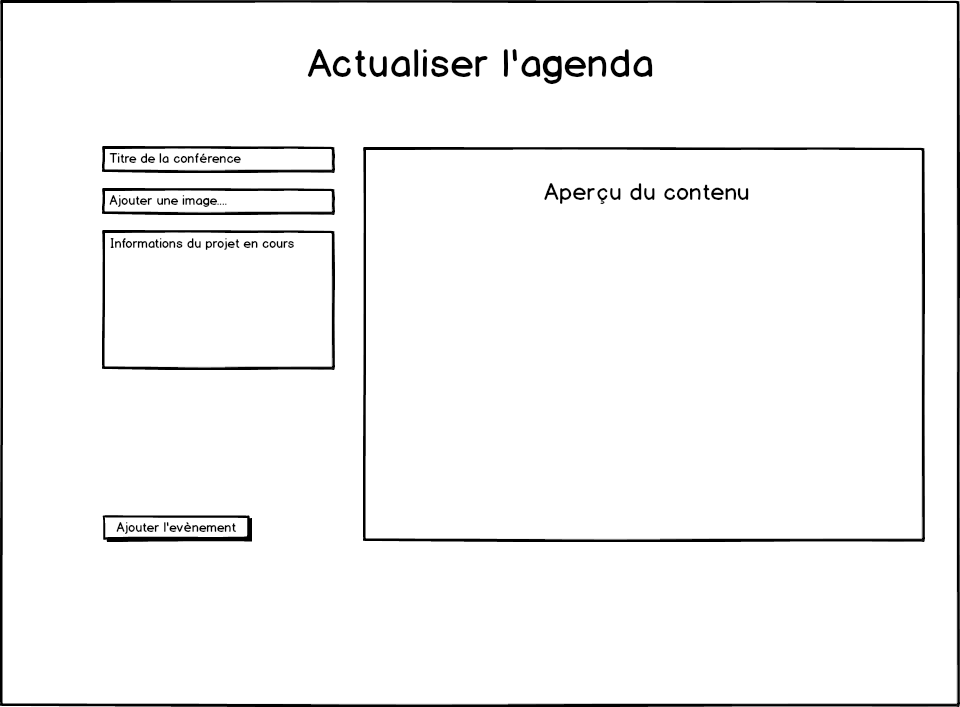 Actualiser l'agenda
Titre de la conférence
Ajouter une image....
Informations du projet en cours
Aperçu du contenu
Ajouter l'evènement